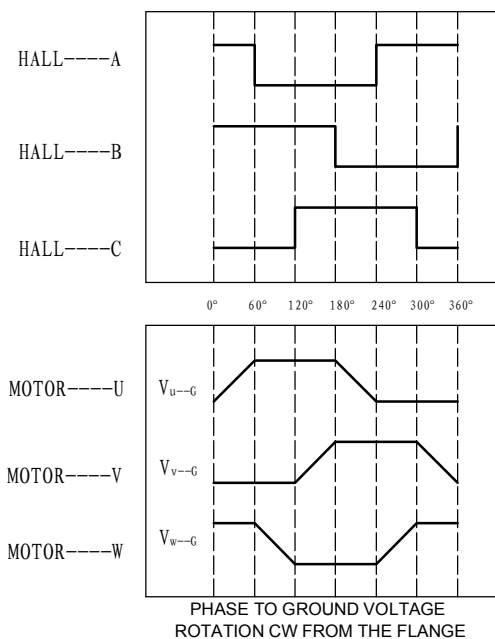 HALL----A
HALL----B
HALL----C
0° 60° 120° 180° 240° 300° 360°
MOTOR----U Vu--G
MOTOR----V Vv--G
MOTOR----W Vw--G
PHASE TO GROUND VOLTAGE
ROTATION CW FROM THE FLANGE